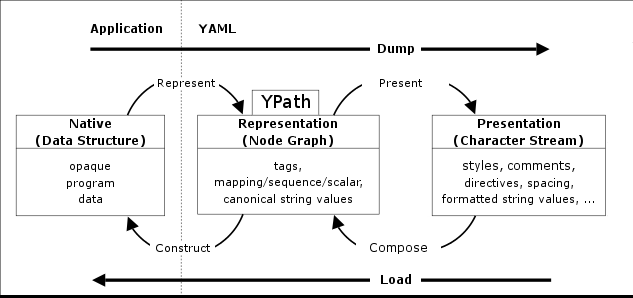 Application
YAML
Dump
Represent
Present
YPath
Native
(Data Structure)
opaque
program
data
Representation
(Node Graph)
tags,
mapping/sequence/scalar,
canonical string values
Presentation
(Character Stream)
styles, comments,
directives, spacing,
formatted string values, ...
Construct
Compose
Load